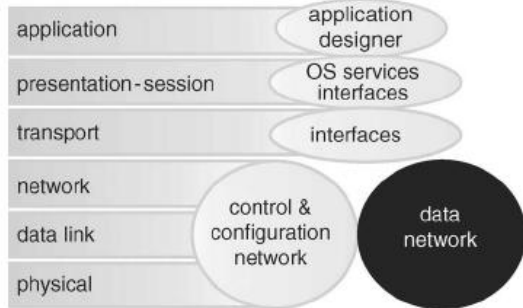 application
application
designer
presentation-session
OS services
interfaces
transport
interfaces
network
data link
physical
control &
configuration
network
data
network